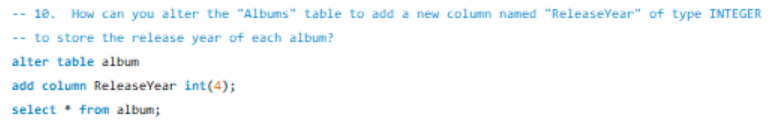 -- 10.  How can you alter the "Albums" table to add a new column named "ReleaseYear" of type INTEGER
-- to store the release year of each album?
alter table album
add column ReleaseYear int(4);
select * from album;